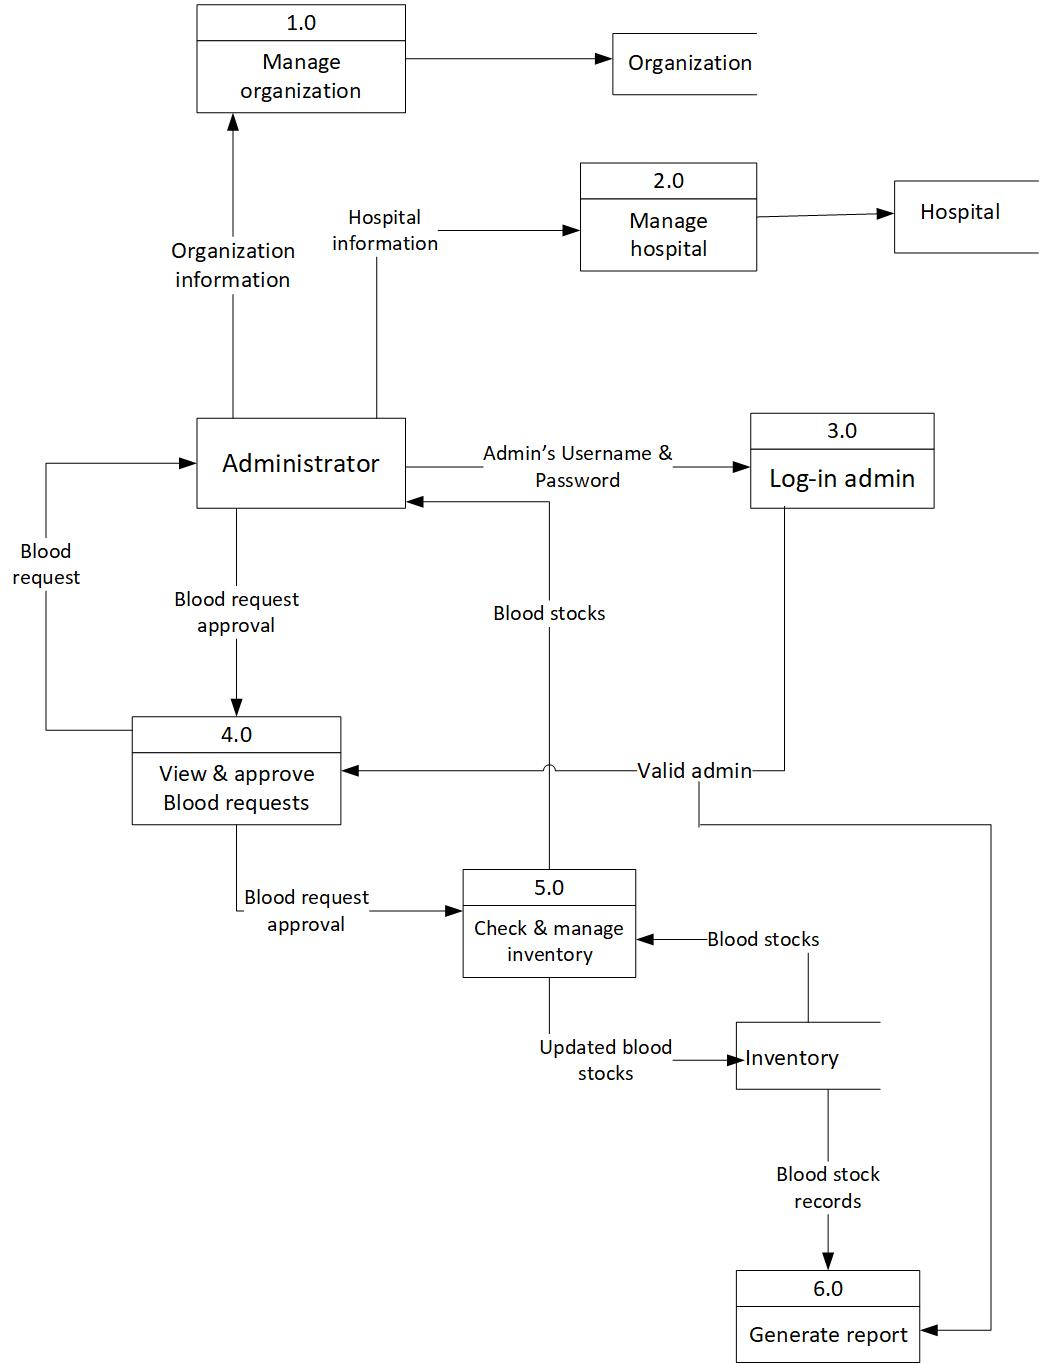 1.0
Manage
organization
Organization
2.0
Manage
hospital
Hospital
Hospital
information
Organization
information
Administrator
Admin’s Username &
Password
3.0
Log-in admin
Blood
request
Blood request
approval
Blood stocks
4.0
View & approve
Blood requests
Valid admin
Blood request
approval
5.0
Check & manage
inventory
Blood stocks
Updated blood
stocks
Inventory
Blood stock
records
6.0
Generate report